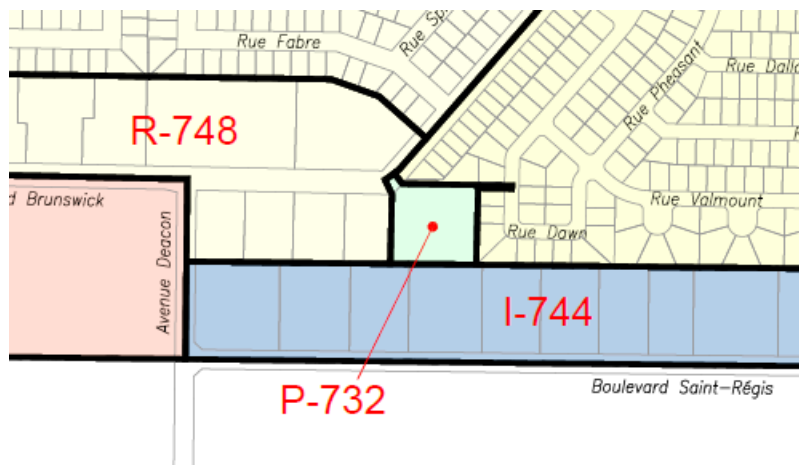 Rue Fabre
Rue Sp
Rue Pheasant
Rue Dalla
R-748
d Brunswick
Rue Valmount
Rue Dawn
Avenue Deacon
I-744
P-732
Boulevard Saint-Régis